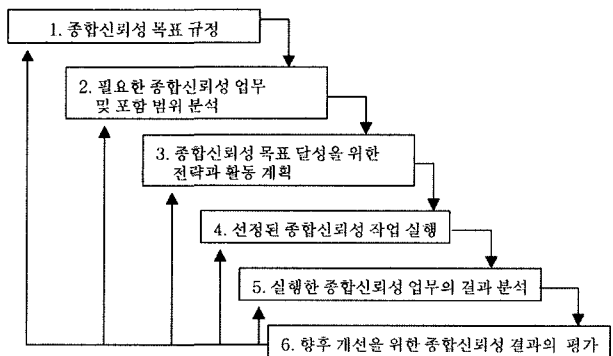 1. 종합신뢰성 목표 규정
2. 필요한 종합신뢰성 업무
및 포함 범위 분석
3. 종합신뢰성 목표 달성을 위한
전략과 활동 계획
4. 선정된 종합신뢰성 작업 실행
5. 실행한 종합신뢰성 업무의 결과 분석
6. 향후 개선을 위한 종합신뢰성 결과의 평가